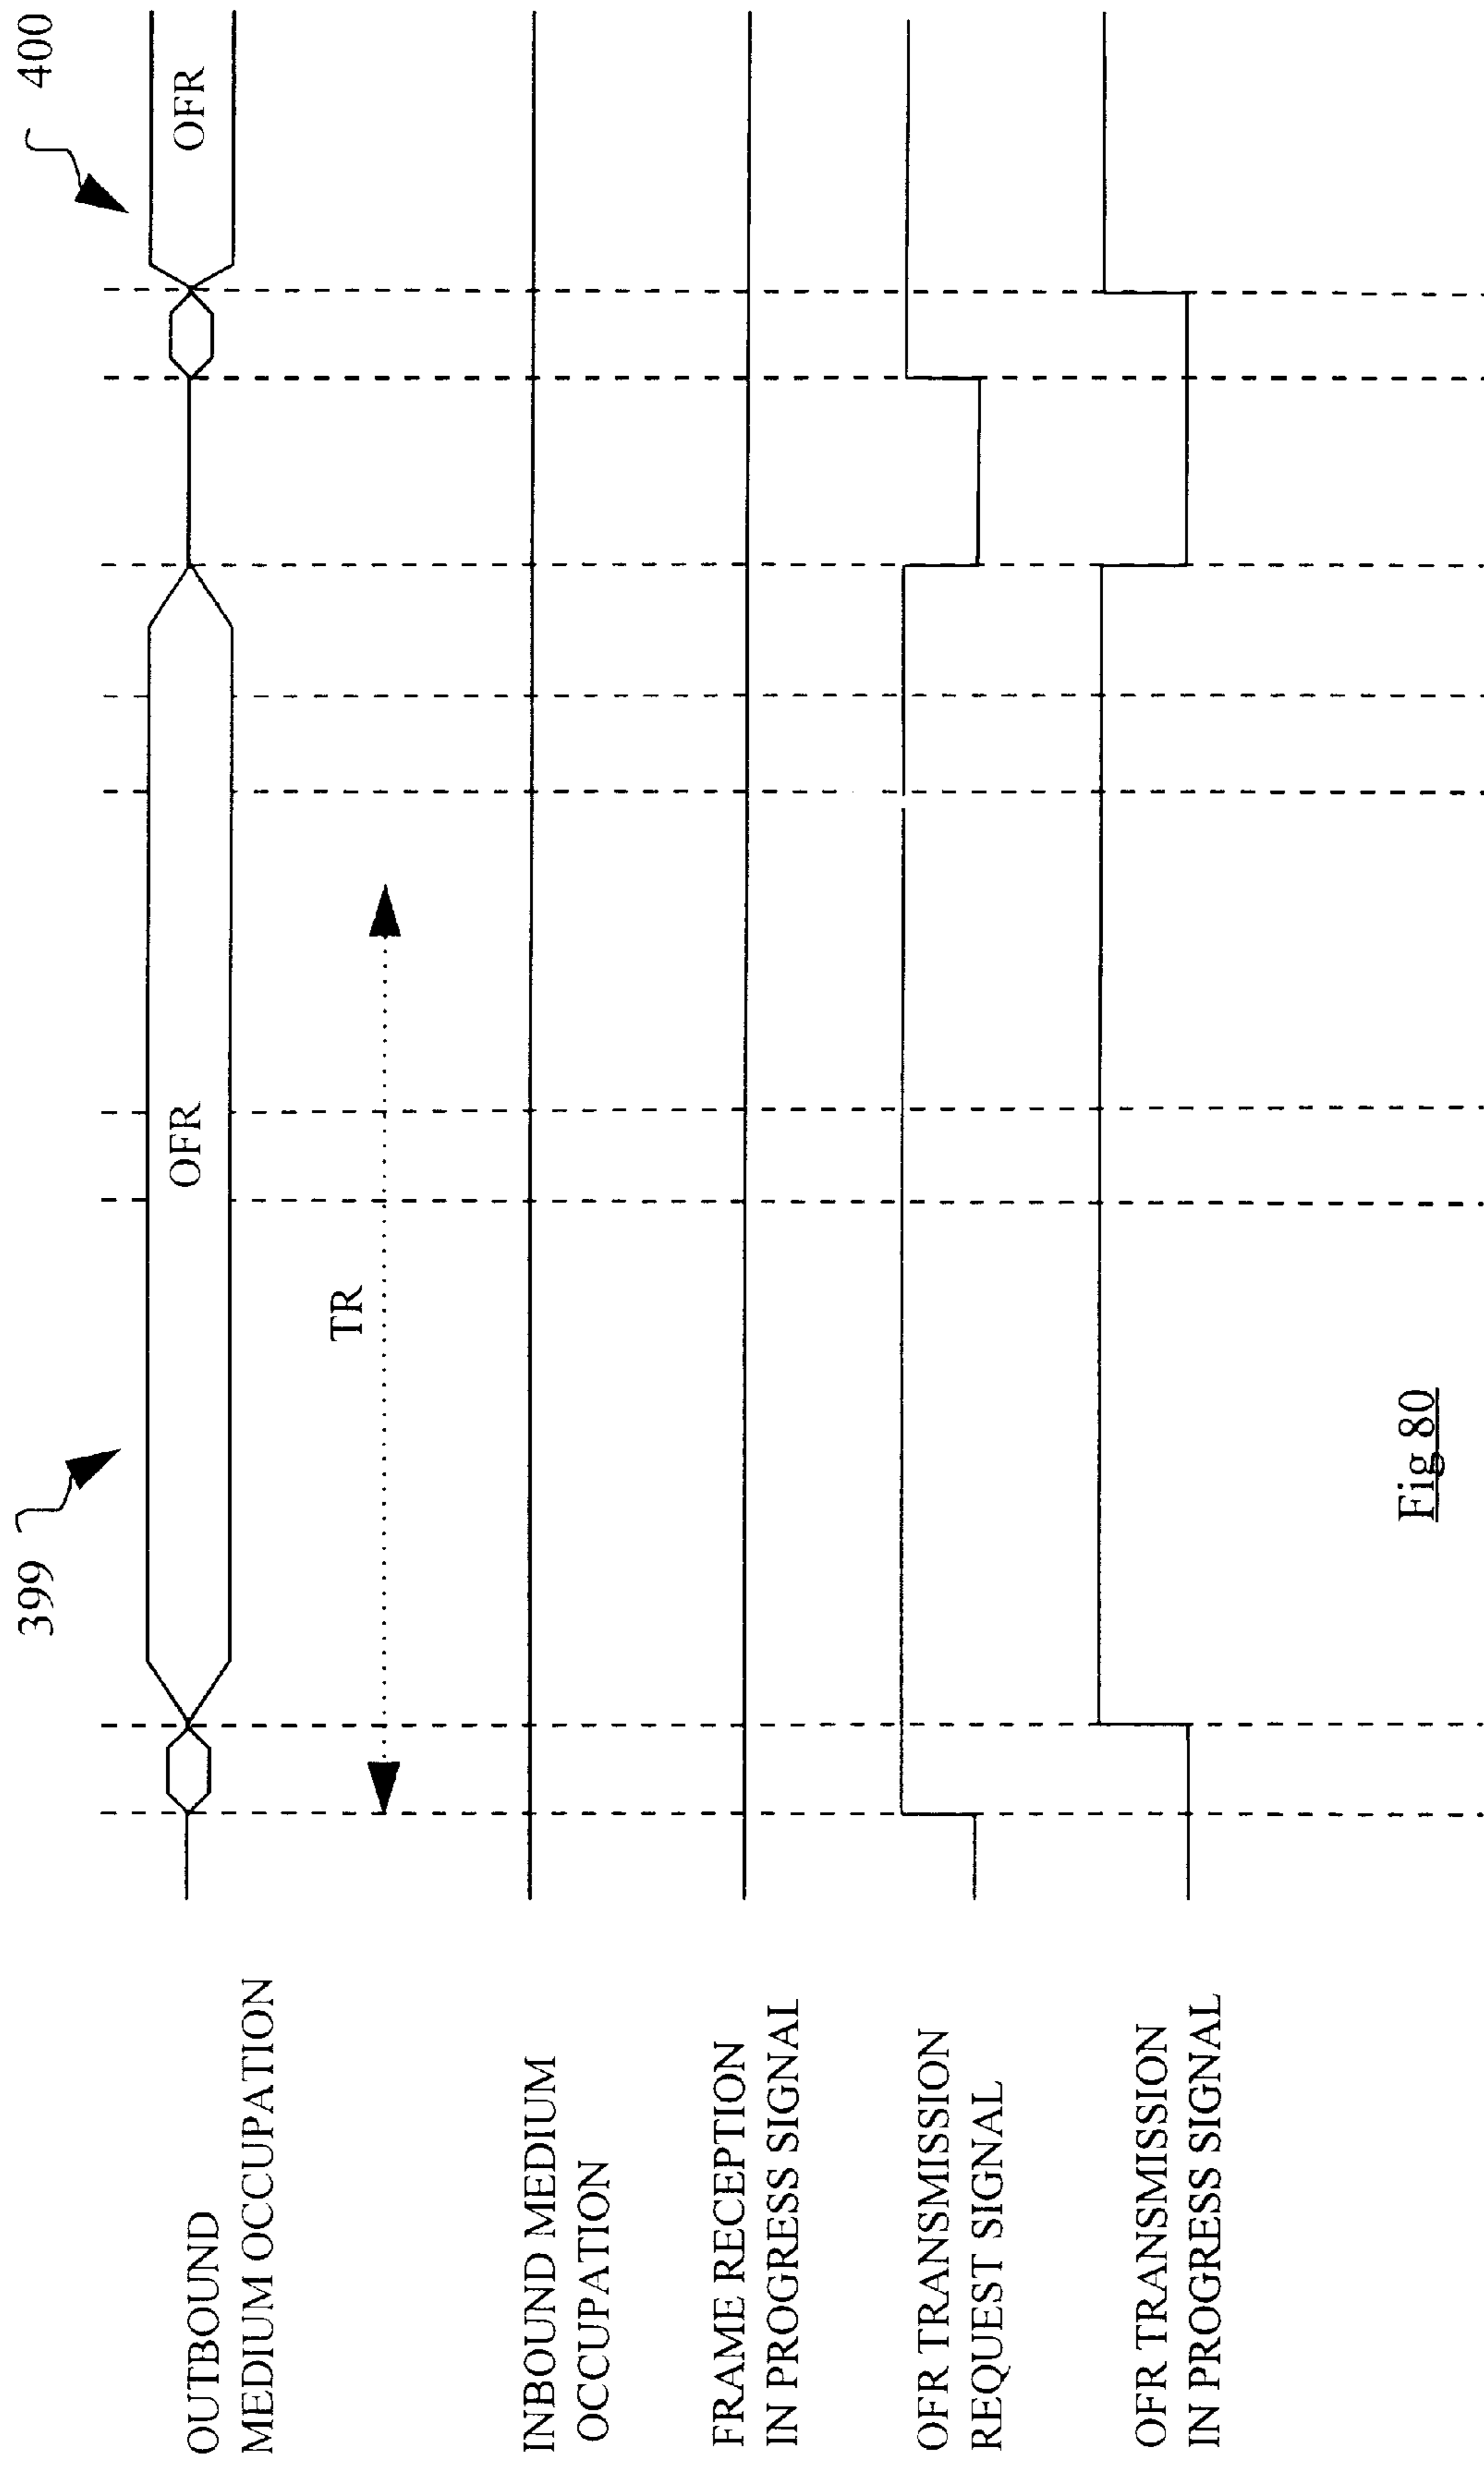 399
400
OUTBOUND
MEDIUM OCCUPATION
OFR
OFR
TR
INBOUND MEDIUM
OCCUPATION
FRAME RECEPTION
IN PROGRESS SIGNAL
OFR TRANSMISSION
REQUEST SIGNAL
OFR TRANSMISSION
IN PROGRESS SIGNAL
Fig 80